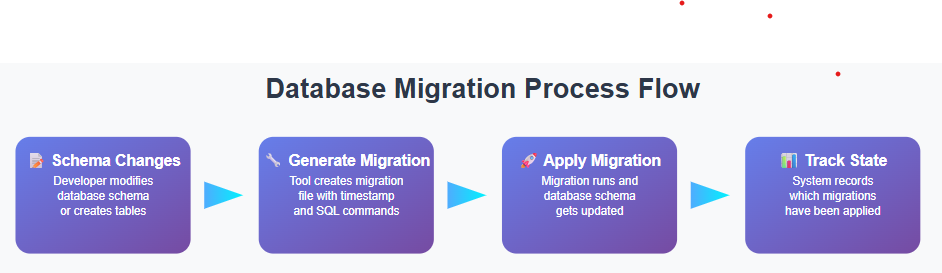 Database Migration Process Flow
📝 Schema Changes
Developer modifies
database schema
or creates tables
🔧 Generate Migration
Tool creates migration
file with timestamp
and SQL commands
🚀 Apply Migration
Migration runs and
database schema
gets updated
📊 Track State
System records
which migrations
have been applied